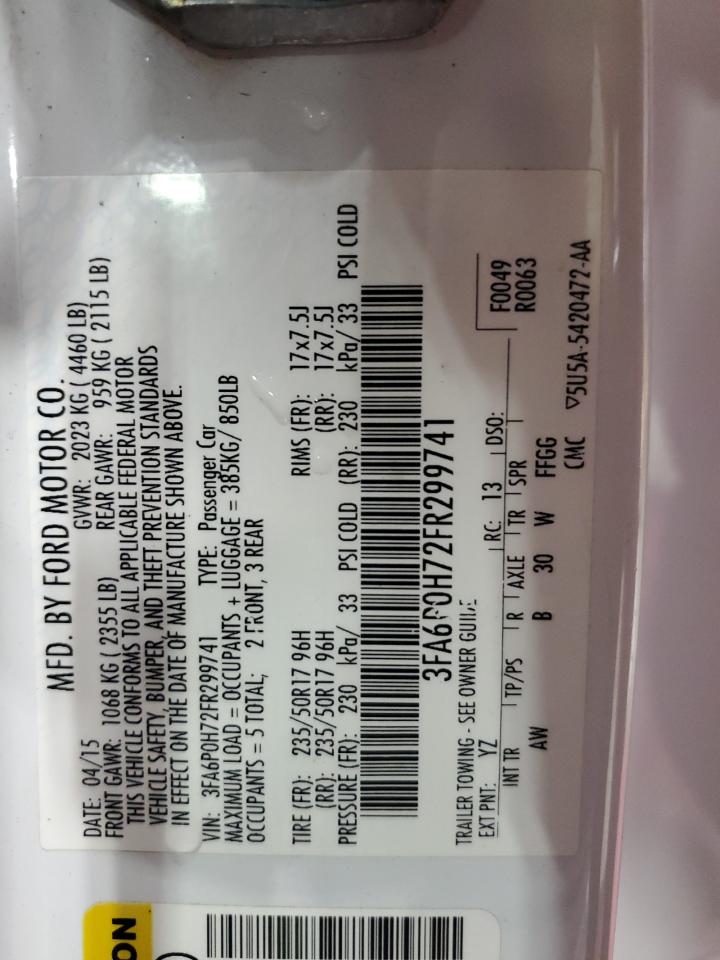 MFD. BY FORD MOTOR CO.
DATE: 04/15 GVWR: 2023 KG ( 4460 LB)
FRONT GAWR: 1068 KG ( 2355 LB) REAR GAWR: 959 KG ( 2115 LB)
THIS VEHICLE CONFORMS TO ALL APPLICABLE FEDERAL MOTOR
VEHICLE SAFETY, BUMPER, AND THEFT PREVENTION STANDARDS
IN EFFECT ON THE DATE OF MANUFACTURE SHOWN ABOVE.
VIN: 3FA6P0H72FR299741 TYPE: Passenger Car
MAXIMUM LOAD = OCCUPANTS + LUGGAGE = 385KG/ 850LB
OCCUPANTS = 5 TOTAL; 2 FRONT, 3 REAR
TIRE (FR): 235/50R17 96H RIMS (FR): 17x7.5J
(RR): 235/50R17 96H (RR): 17x7.5J
PRESSURE (FR): 230 kPa/ 33 PSI COLD (RR): 230 kPa/ 33 PSI COLD
3FA6P0H72FR299741
TRAILER TOWING - SEE OWNER GUIDE
EXT PNT: YZ RC: 13 DSO: F0049
R0063
INT TR TP/PS R AXLE TR SPR
AW B 30 W FFGG
CMC ▽5U5A-5420472-AA
ON